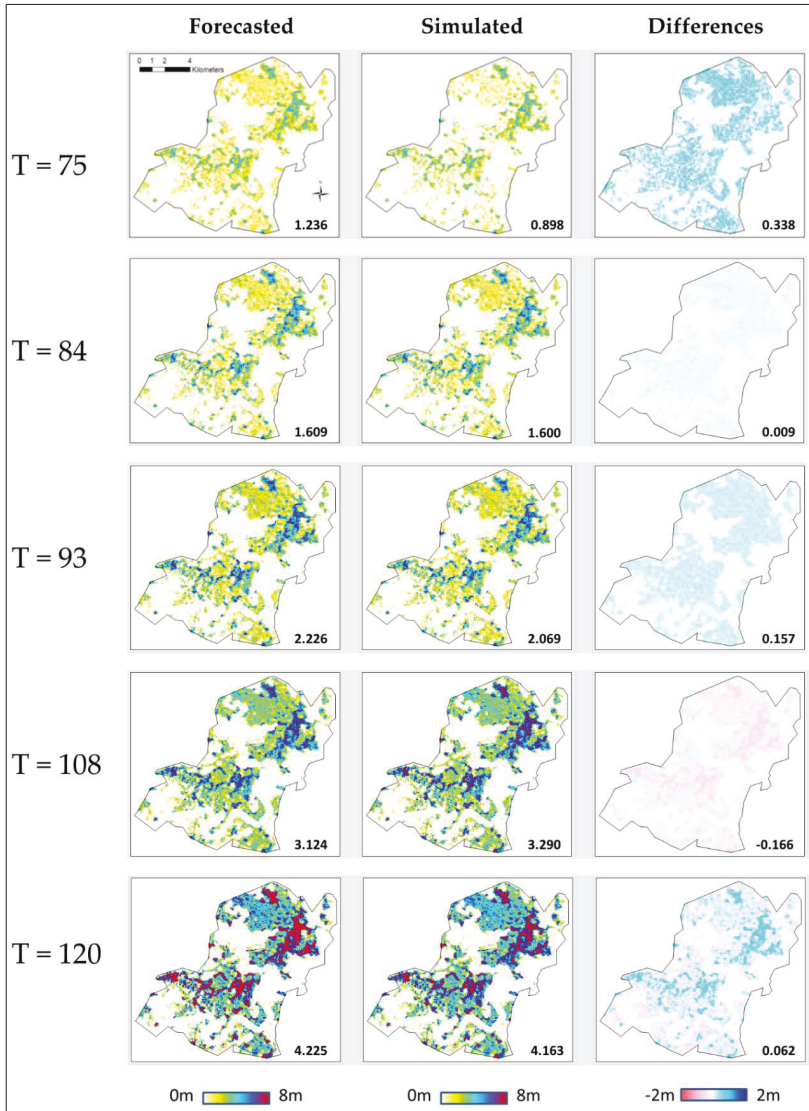 Forecasted Simulated Differences
0 1 2 4
Kilometers
T = 75
1.236 0.898 0.338
T = 84
1.609 1.600 0.009
T = 93
2.226 2.069 0.157
T = 108
3.124 3.290 -0.166
T = 120
4.225 4.163 0.062
0m 8m 0m 8m -2m 2m